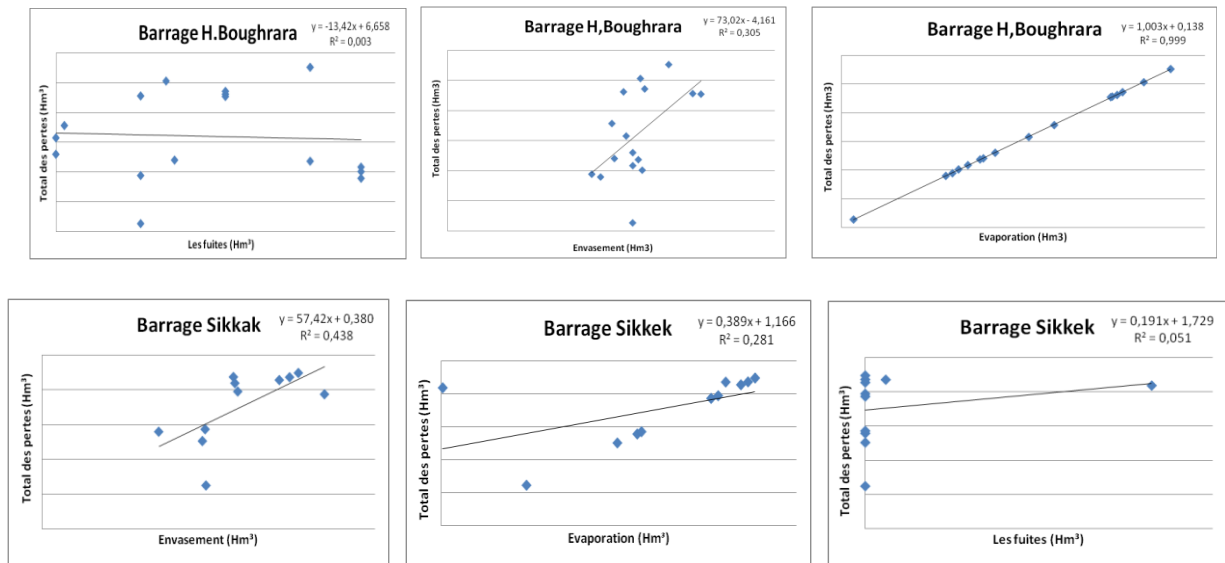 Barrage H.Boughrara
y = -13,42x + 6,658
R² = 0,003
Total des pertes (Hm³)
Les fuites (Hm³)
Barrage H,Boughrara
y = 73,02x - 4,161
R² = 0,305
Total des pertes (Hm3)
Envasement (Hm3)
Barrage H,Boughrara
y = 1,003x + 0,138
R² = 0,999
Total des pertes (Hm3)
Evaporation (Hm3)
Barrage Sikkak
y = 57,42x + 0,380
R² = 0,438
Total des pertes (Hm³)
Envasement (Hm³)
Barrage Sikkek
y = 0,389x + 1,166
R² = 0,281
Total des pertes (Hm³)
Evaporation (Hm³)
Barrage Sikkek
y = 0,191x + 1,729
R² = 0,051
Total des pertes (Hm³)
Les fuites (Hm³)